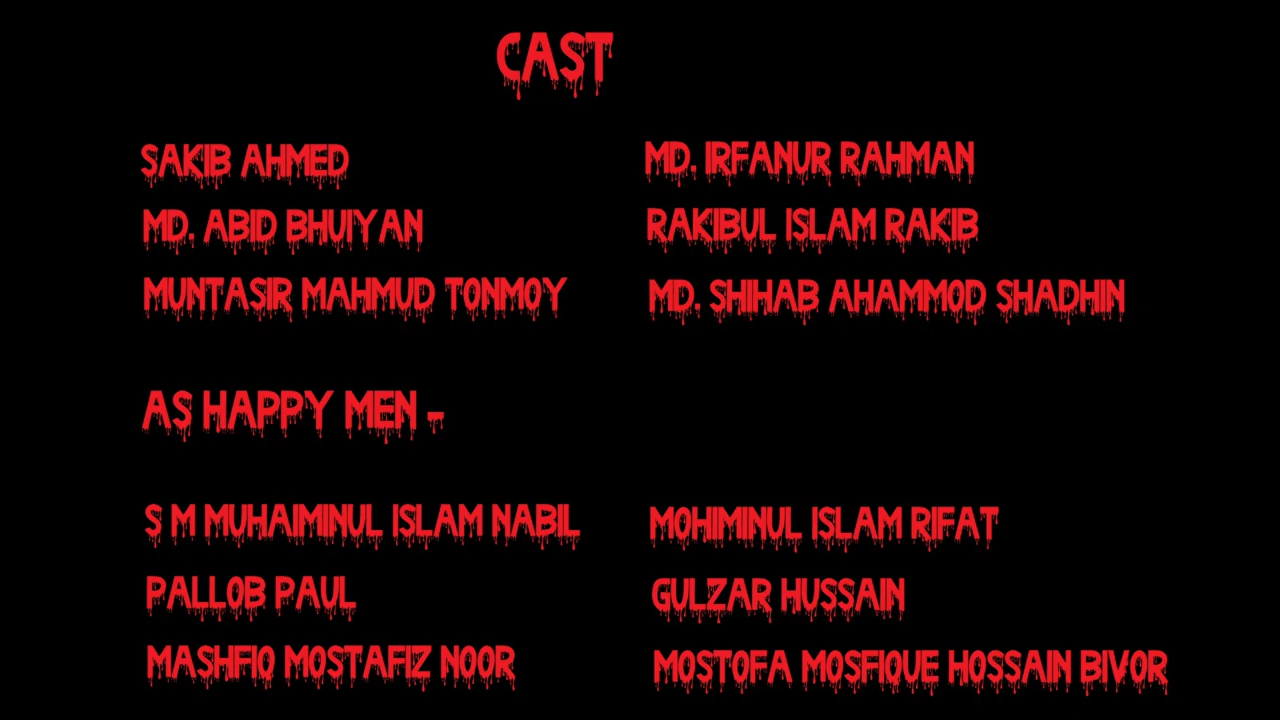 CAST
SAKIB AHMED
MD. IRFANUR RAHMAN
MD. ABID BHUIYAN
RAKIBUL ISLAM RAKIB
MUNTASIR MAHMUD TONMOY
MD. SHIHAB AHAMMOD SHADHIN
AS HAPPY MEN -
S M MUHAIMINUL ISLAM NABIL
MOHIMINUL ISLAM RIFAT
PALLOB PAUL
GULZAR HUSSAIN
MASHFIQ MOSTAFIZ NOOR
MOSTOFA MOSFIQUE HOSSAIN BIVOR